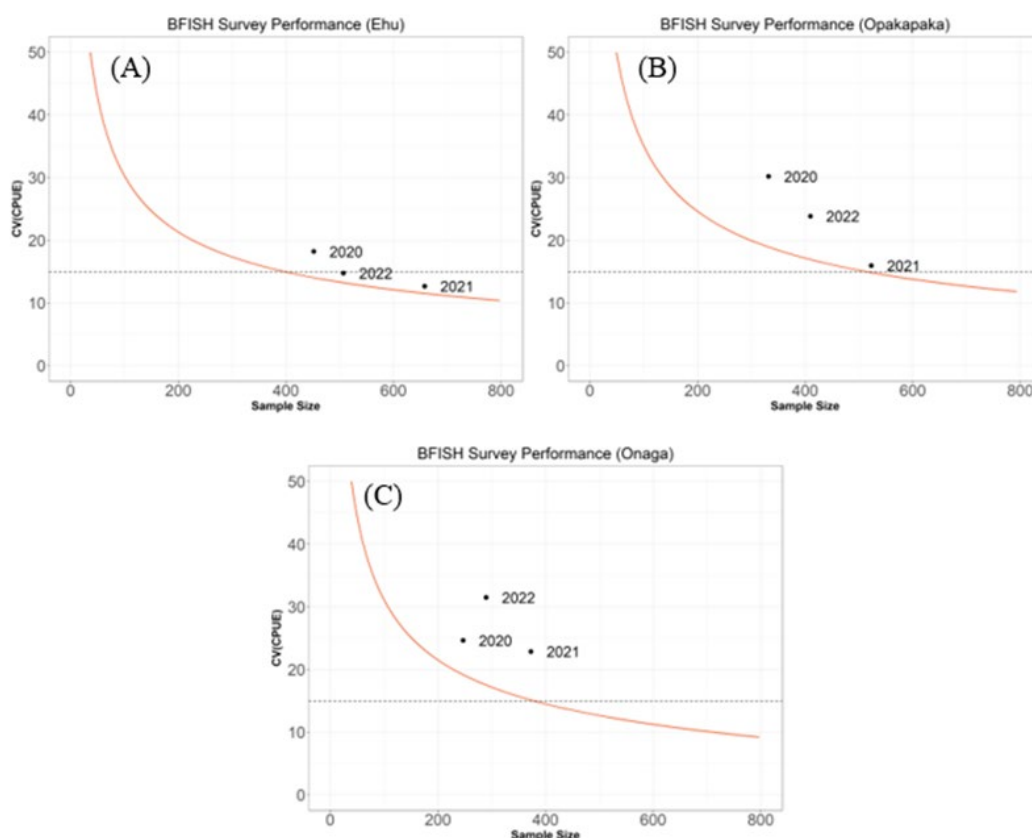 BFISH Survey Performance (Ehu)
(A)
50
40
30
20
10
0
CV(CPUE)
2020
2022
2021
0 200 400 600 800
Sample Size
BFISH Survey Performance (Opakapaka)
(B)
50
40
30
20
10
0
CV(CPUE)
2020
2022
2021
0 200 400 600 800
Sample Size
BFISH Survey Performance (Onaga)
(C)
50
40
30
20
10
0
CV(CPUE)
2022
2020
2021
0 200 400 600 800
Sample Size